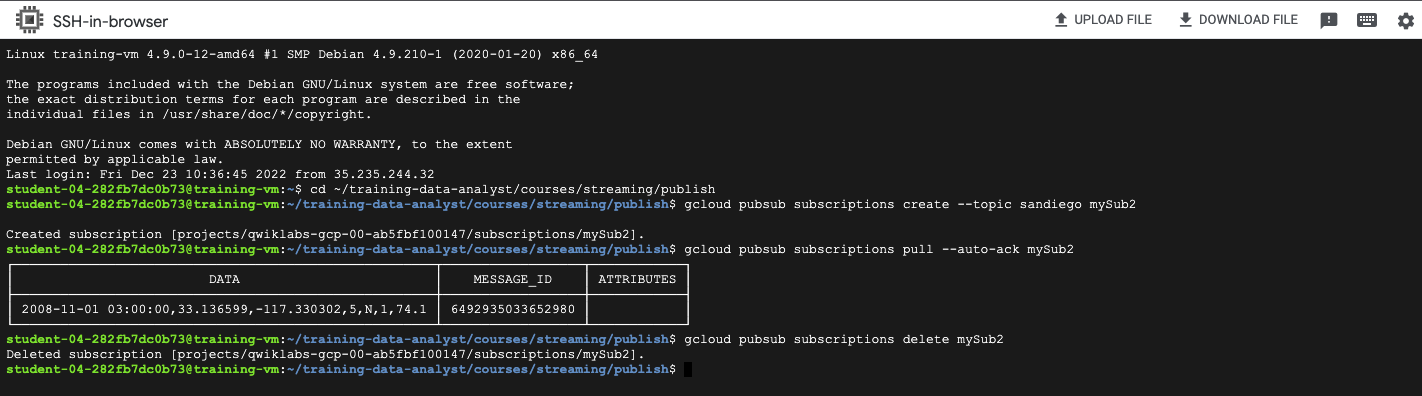 SSH-in-browser
UPLOAD FILE
DOWNLOAD FILE
Linux training-vm 4.9.0-12-amd64 #1 SMP Debian 4.9.210-1 (2020-01-20) x86_64
The programs included with the Debian GNU/Linux system are free software;
the exact distribution terms for each program are described in the
individual files in /usr/share/doc/*/copyright.
Debian GNU/Linux comes with ABSOLUTELY NO WARRANTY, to the extent
permitted by applicable law.
Last login: Fri Dec 23 10:36:45 2022 from 35.235.244.32
student-04-282fb7dc0b73@training-vm:~$ cd ~/training-data-analyst/courses/streaming/publish
student-04-282fb7dc0b73@training-vm:~/training-data-analyst/courses/streaming/publish$ gcloud pubsub subscriptions create --topic sandiego mySub2
Created subscription [projects/qwiklabs-gcp-00-ab5fbf100147/subscriptions/mySub2].
student-04-282fb7dc0b73@training-vm:~/training-data-analyst/courses/streaming/publish$ gcloud pubsub subscriptions pull --auto-ack mySub2
DATA MESSAGE_ID ATTRIBUTES
2008-11-01 03:00:00,33.136599,-117.330302,5,N,1,74.1 6492935033652980
student-04-282fb7dc0b73@training-vm:~/training-data-analyst/courses/streaming/publish$ gcloud pubsub subscriptions delete mySub2
Deleted subscription [projects/qwiklabs-gcp-00-ab5fbf100147/subscriptions/mySub2].
student-04-282fb7dc0b73@training-vm:~/training-data-analyst/courses/streaming/publish$